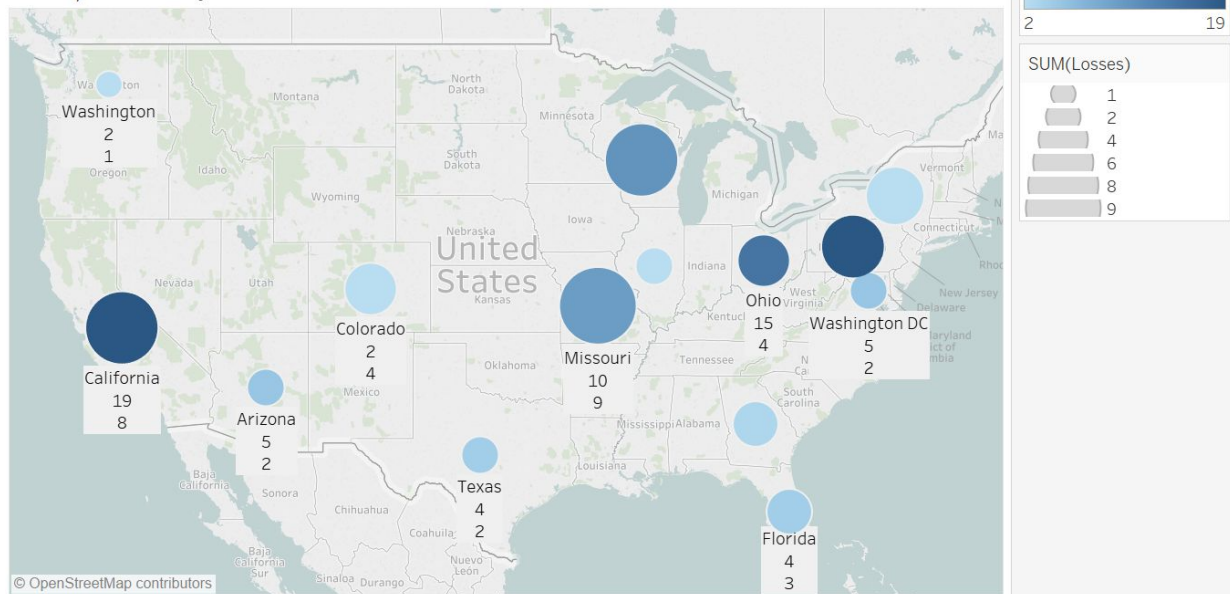 2 19
SUM(Losses)
1
2
4
6
8
9
Washington
2
1
Oregon
Idaho
Montana
North
Dakota
South
Dakota
Minnesota
Wyoming
Nebraska
Iowa
Michigan
Vermont
Connecticut
Nevada
Utah
United
States
Kansas
Indiana
West
Virginia
New Jersey
Delaware
California
19
8
Colorado
2
4
Missouri
10
9
Ohio
15
4
Washington DC
5
2
Arizona
5
2
Mexico
Oklahoma
Tennessee
South
Carolina
Mississippi
Alabama
Louisiana
Texas
4
2
Florida
4
3
Baja
California
Sonora
Chihuahua
Coahuila
Nuevo
León
Baja
California
Sur
Sinaloa
Durango
© OpenStreetMap contributors